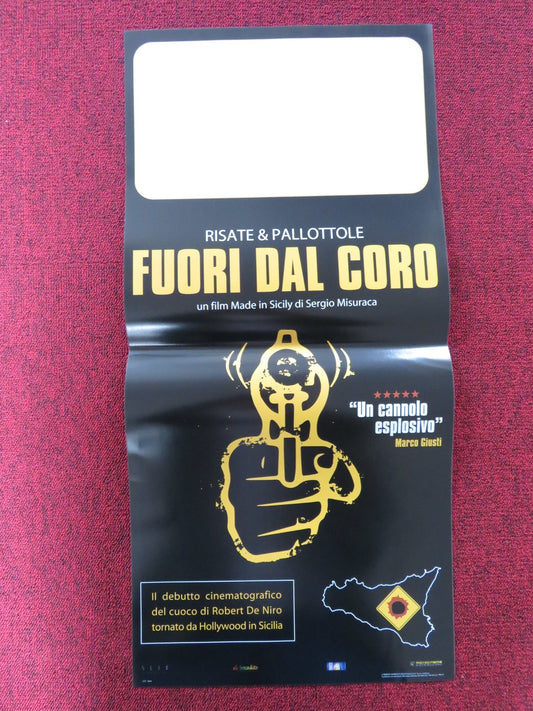 RISATE & PALLOTTOLE
FUORI DAL CORO
un film Made in Sicily di Sergio Misuraca
“Un cannolo
esplosivo”
Marco Giusti
Il debutto cinematografico
del cuoco di Robert De Niro
tornato da Hollywood in Sicilia